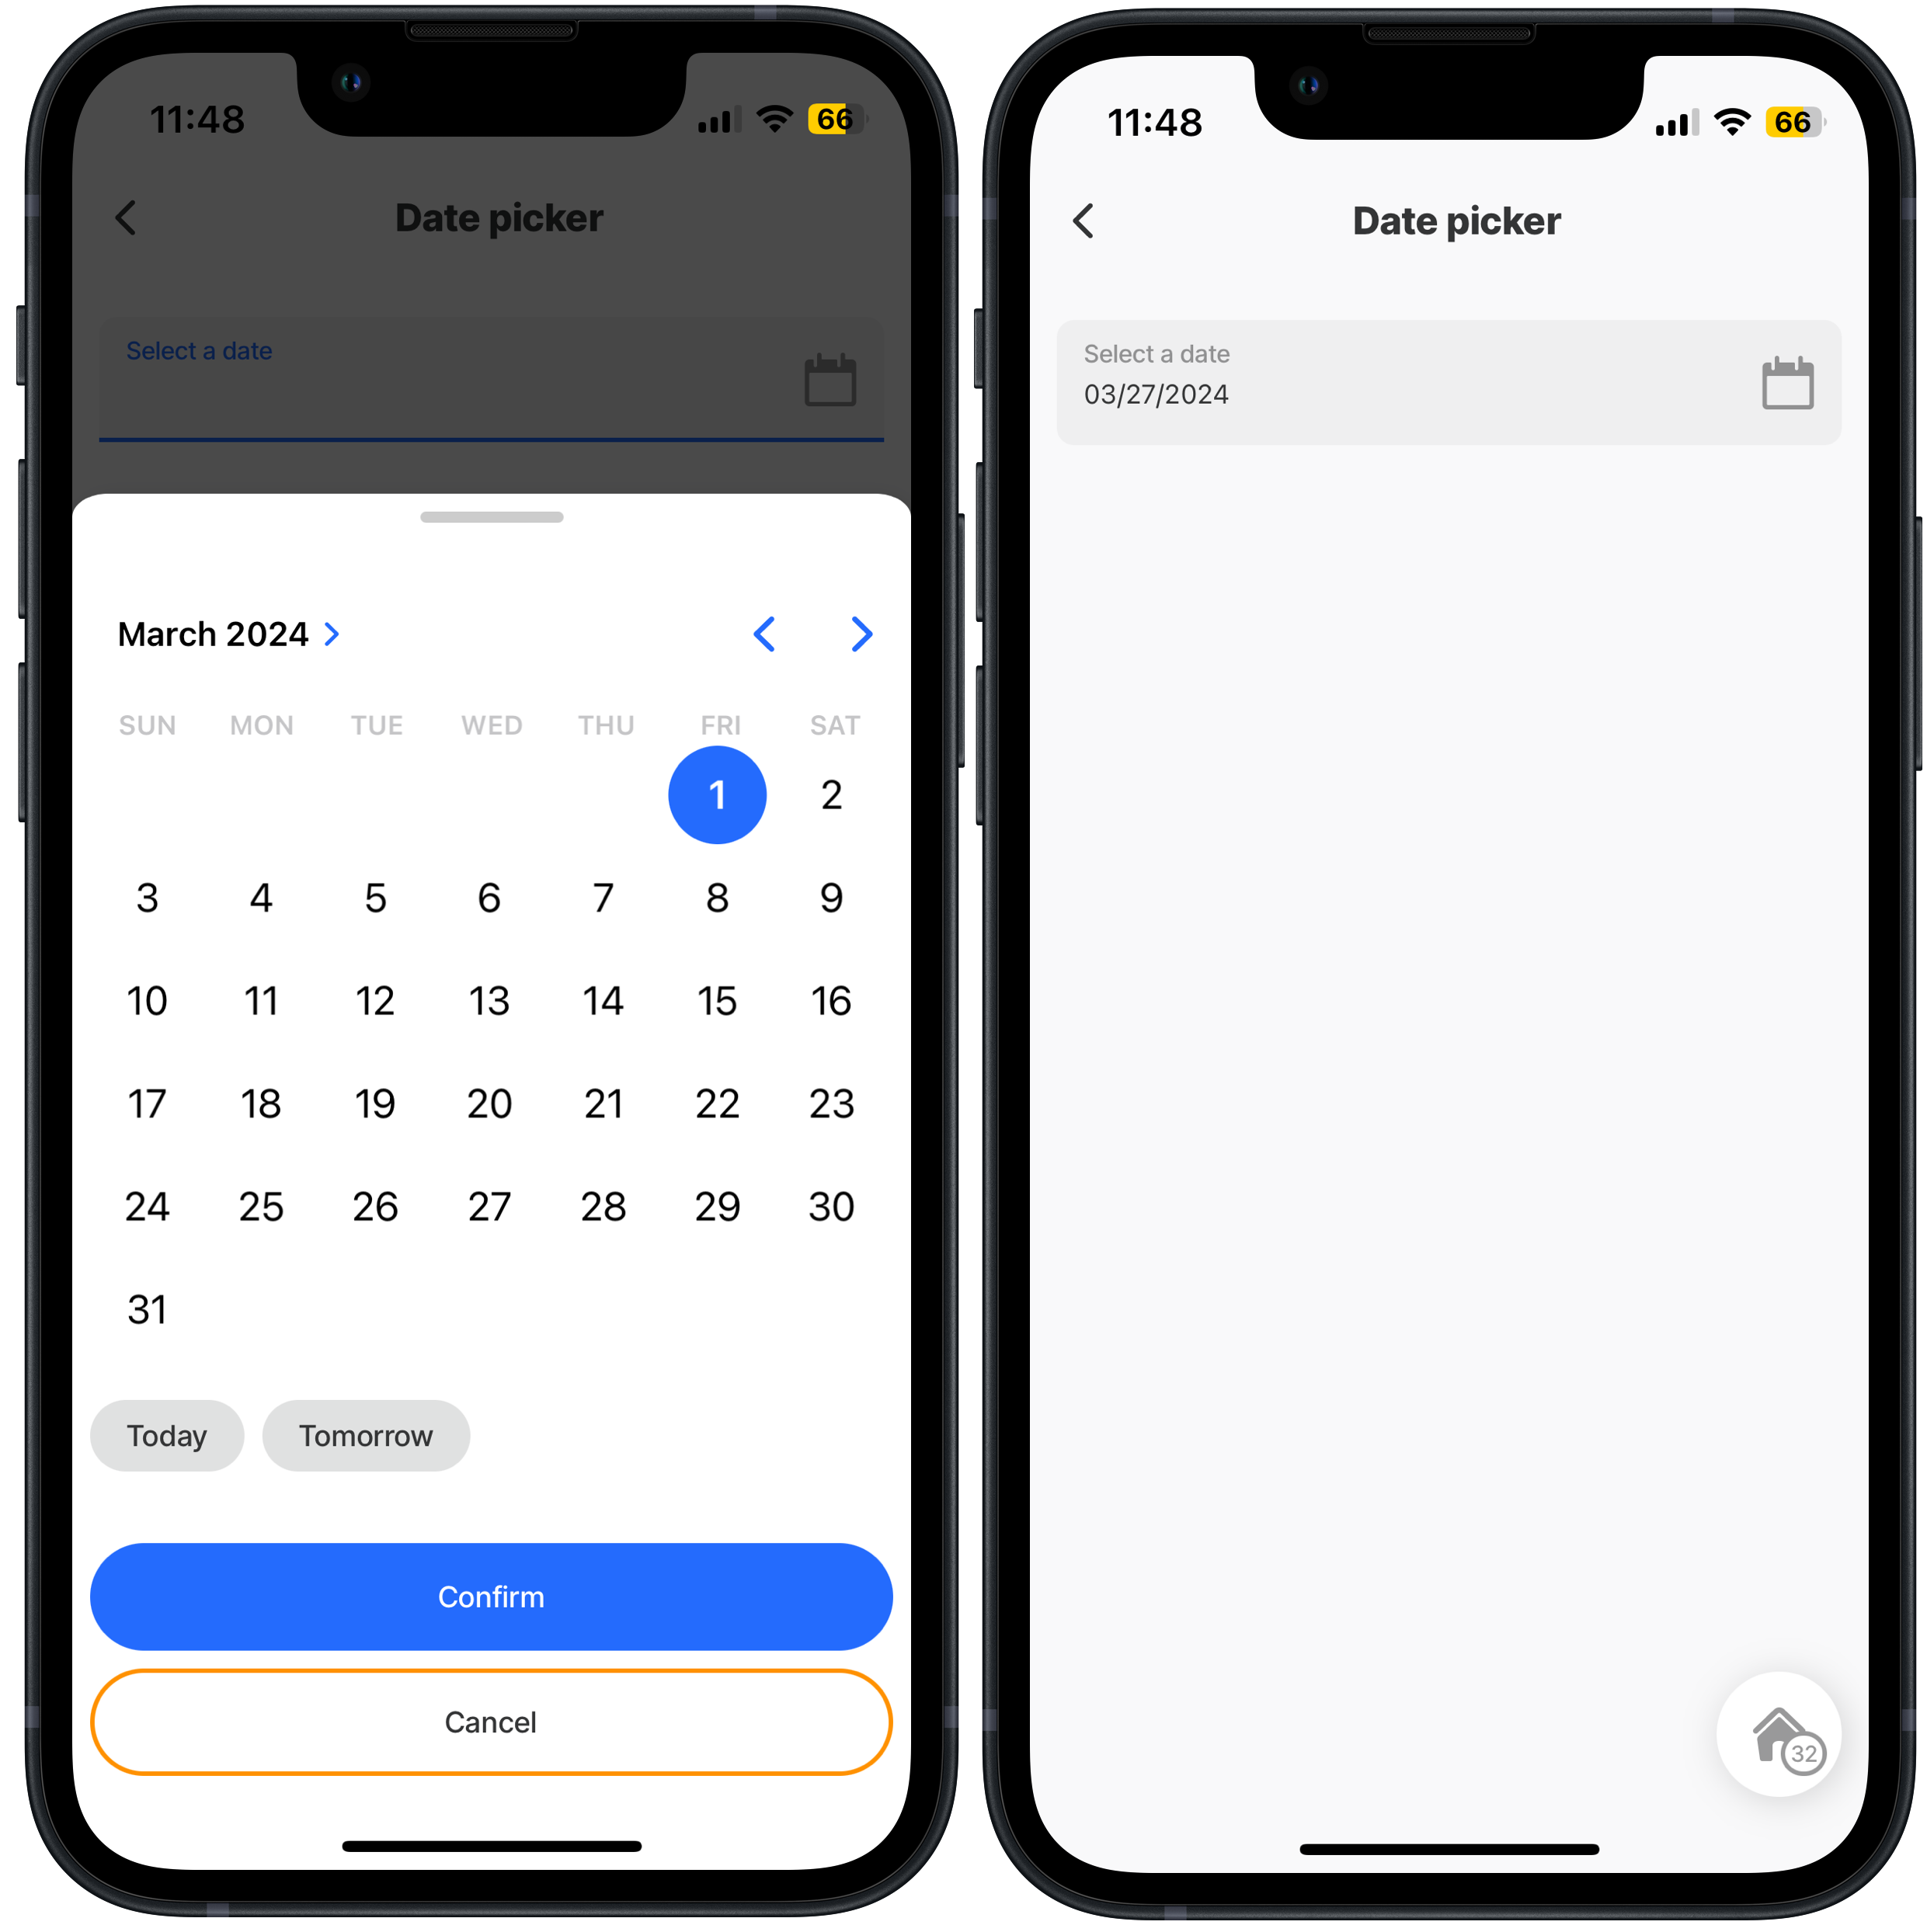 11:48 66
Date picker
Select a date
March 2024
SUN MON TUE WED THU FRI SAT
1 2
3 4 5 6 7 8 9
10 11 12 13 14 15 16
17 18 19 20 21 22 23
24 25 26 27 28 29 30
31
Today Tomorrow
Confirm
Cancel
11:48 66
Date picker
Select a date
03/27/2024
32